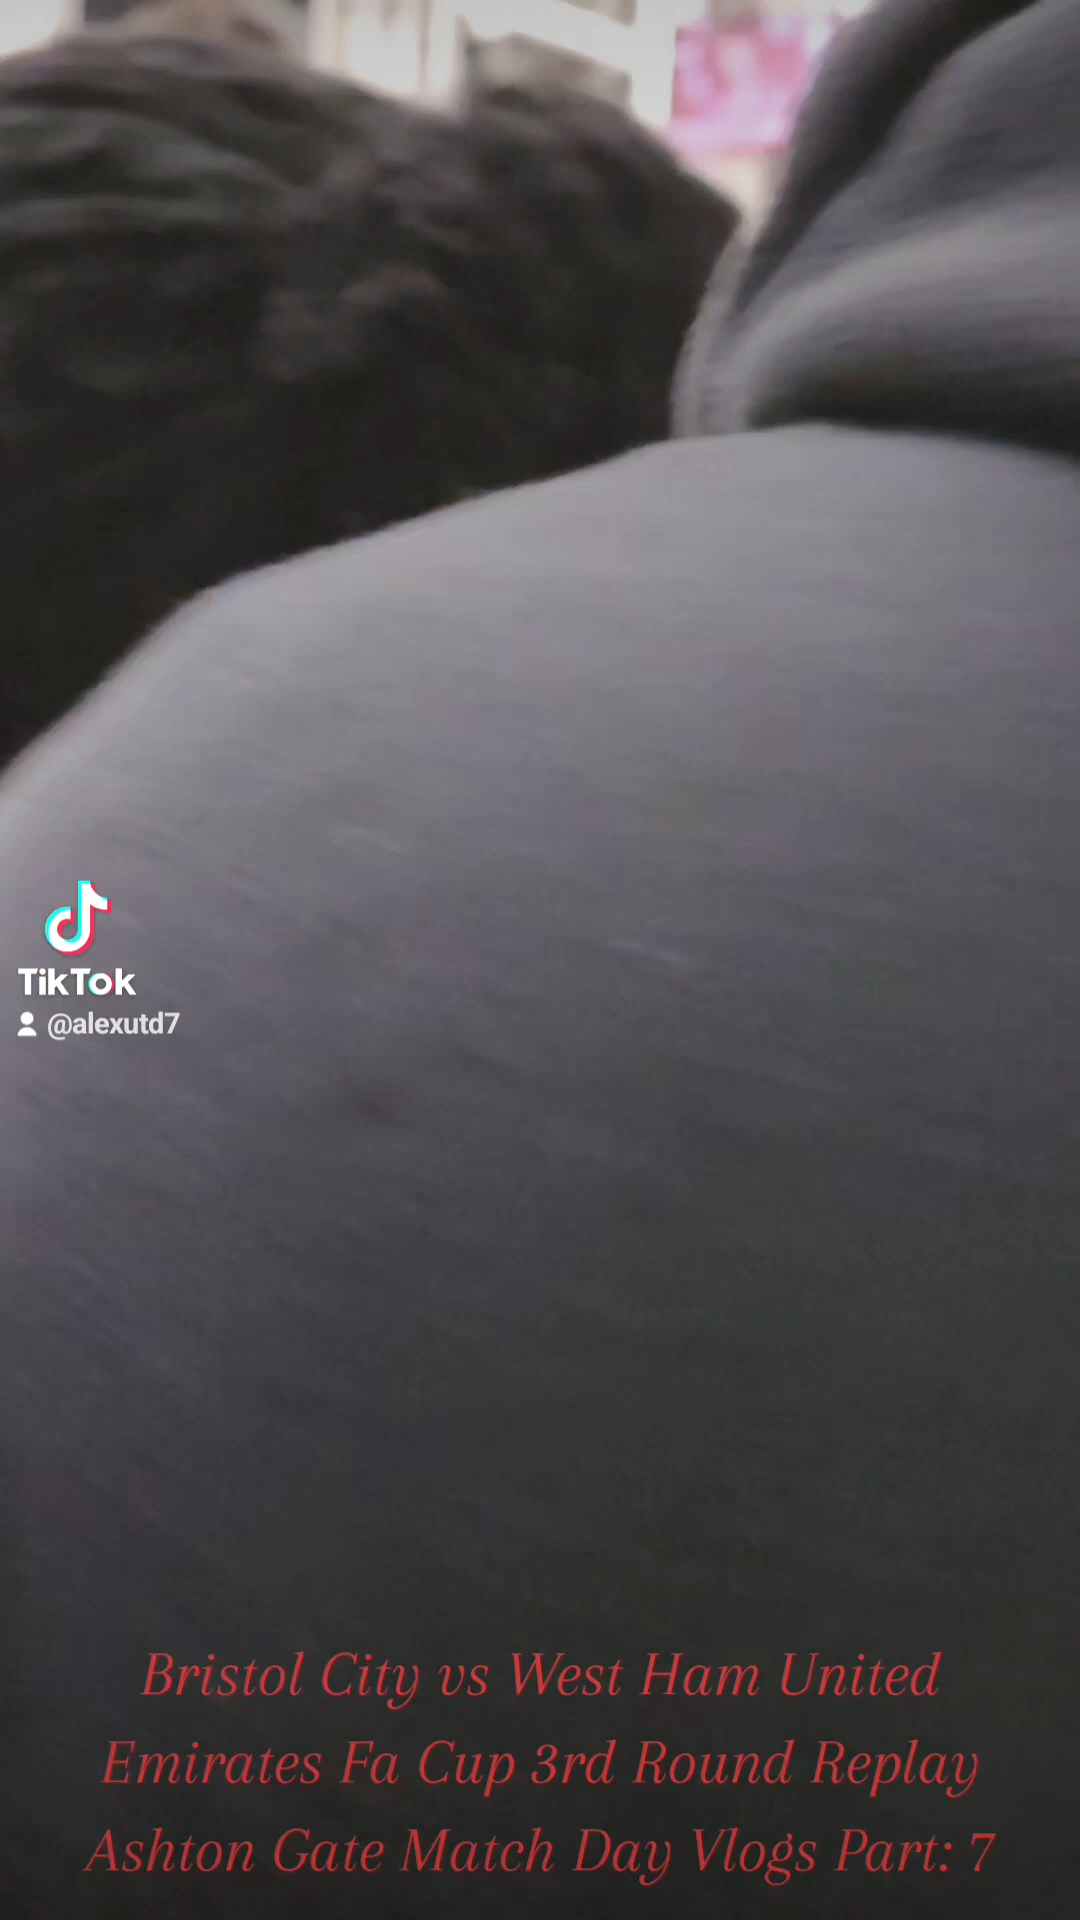 TikTok
@alexutd7
Bristol City vs West Ham United
Emirates Fa Cup 3rd Round Replay
Ashton Gate Match Day Vlogs Part: 7